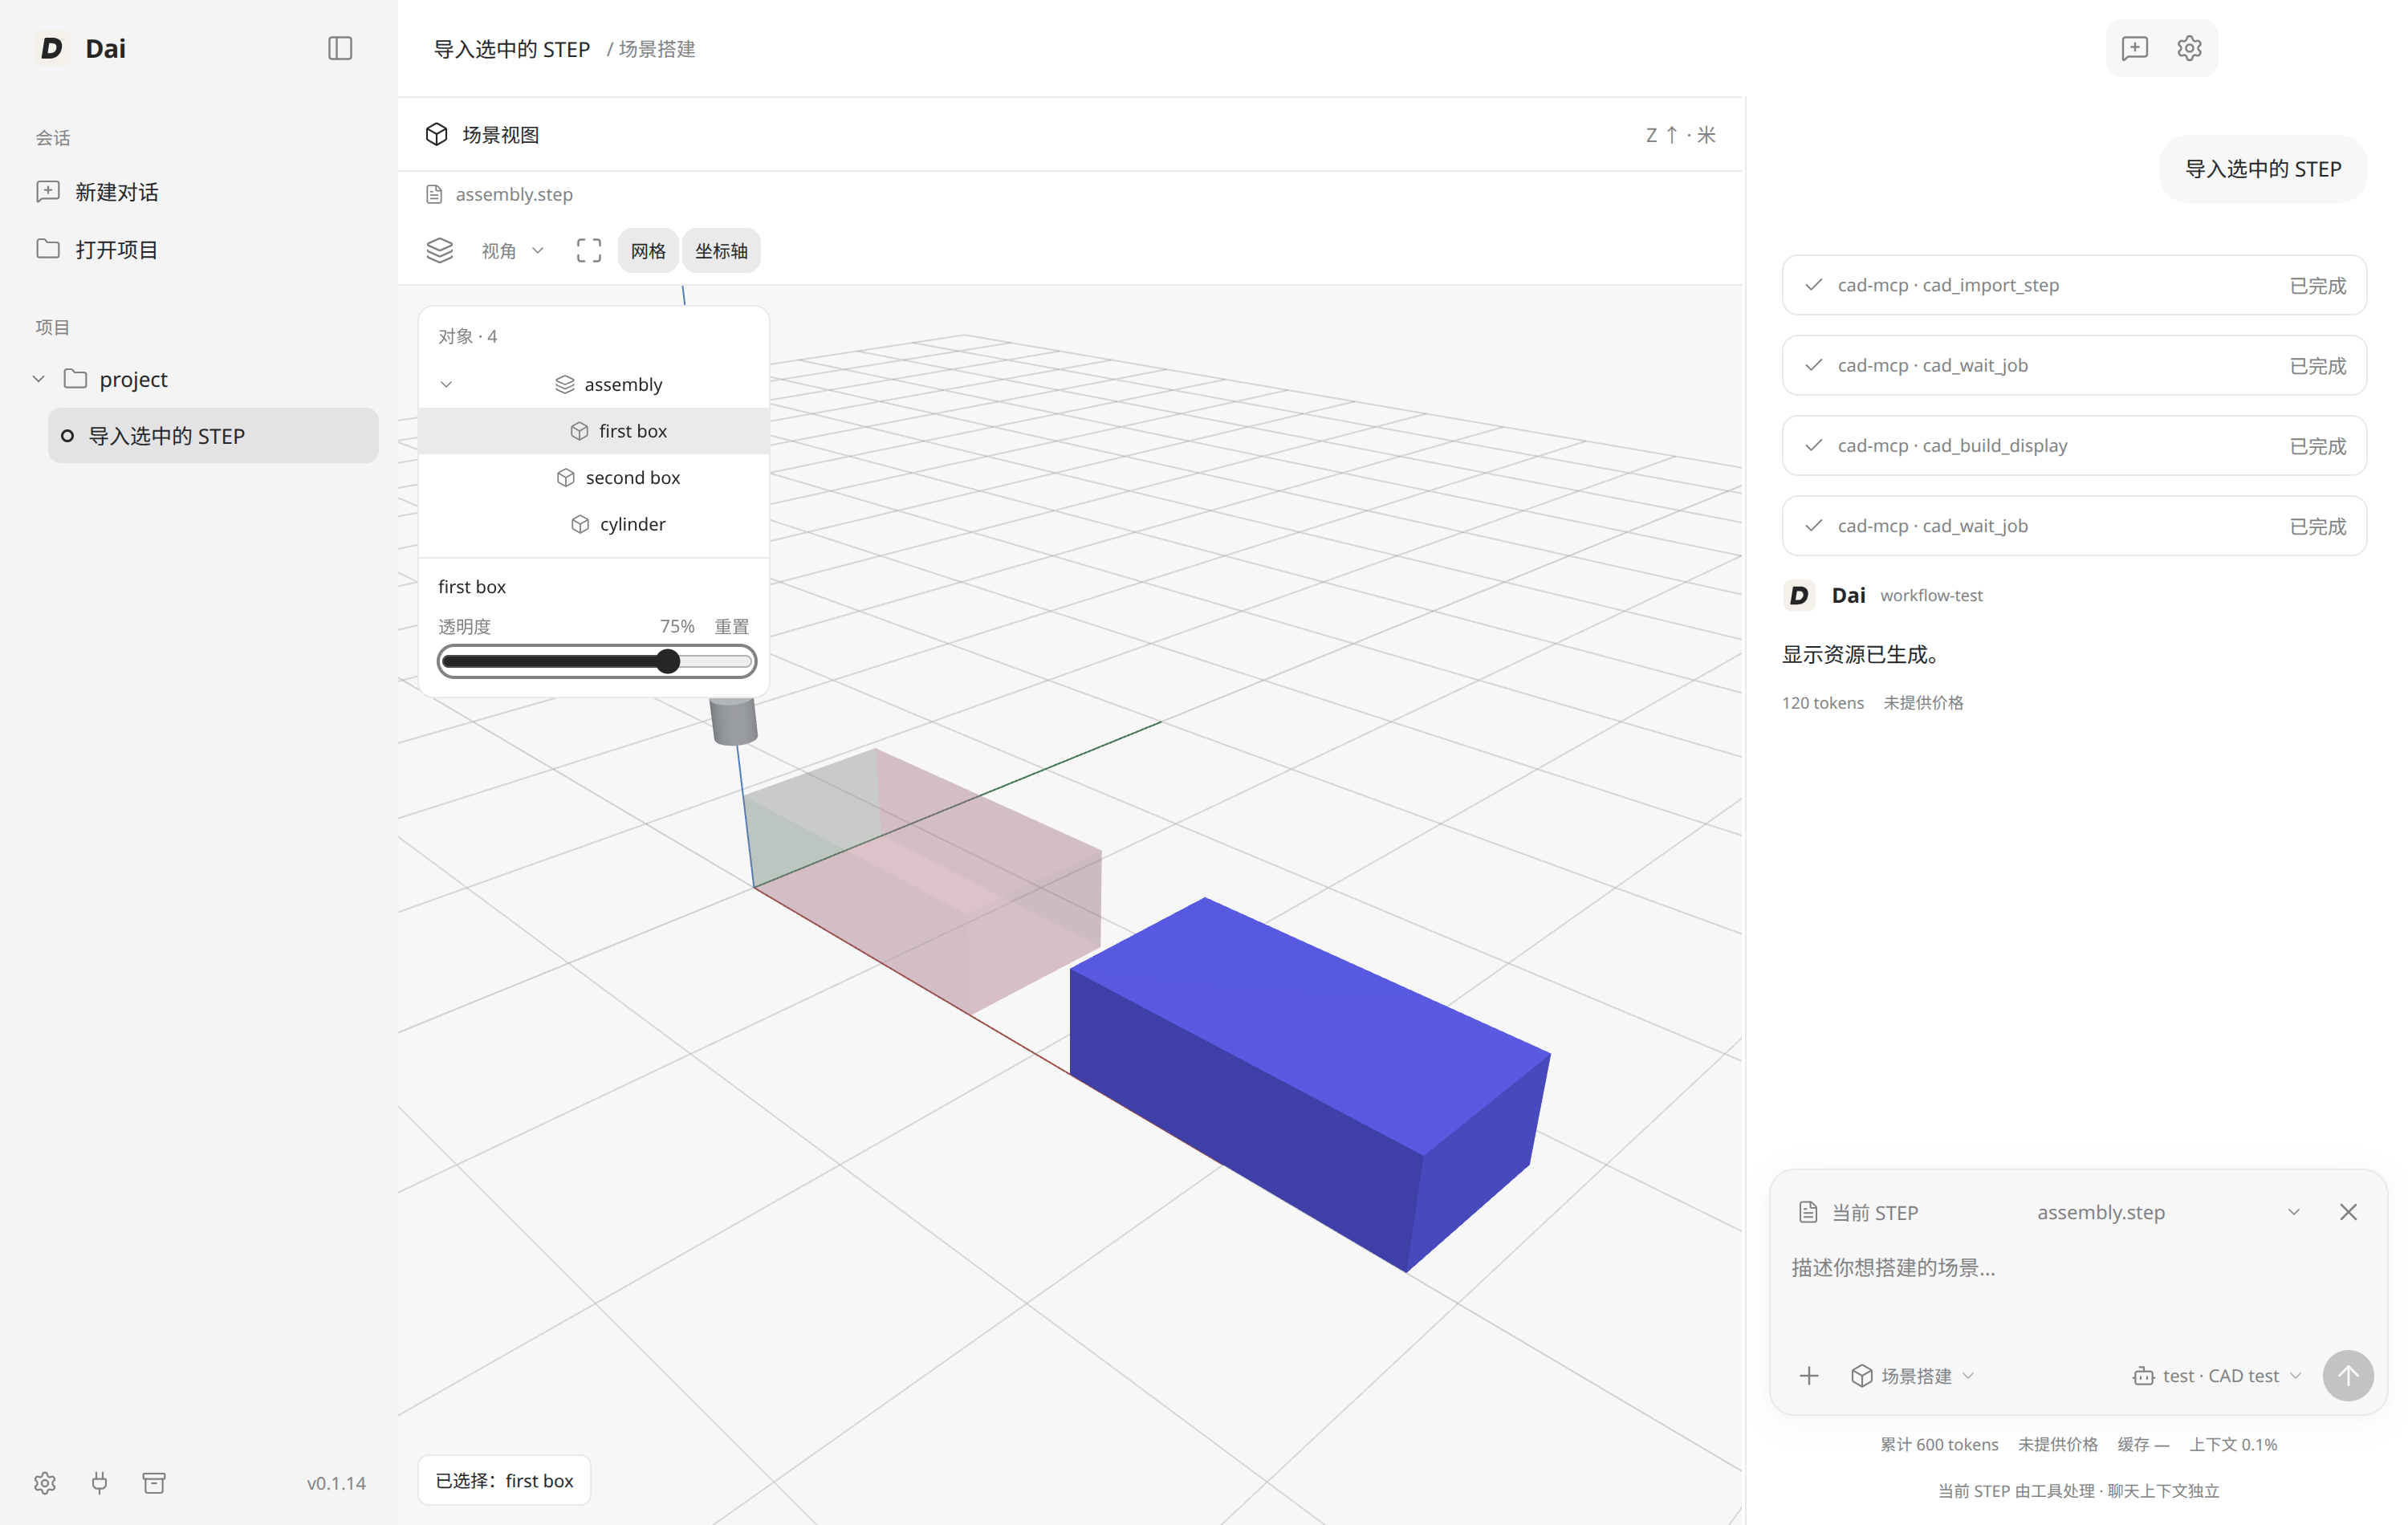 D Dai
会话
新建对话
打开项目
项目
project
导入选中的 STEP
v0.1.14
导入选中的 STEP / 场景搭建
场景视图
Z ↑ · 米
assembly.step
视角 网格 坐标轴
对象 · 4
assembly
first box
second box
cylinder
first box
透明度 75% 重置
已选择：first box
导入选中的 STEP
cad-mcp · cad_import_step 已完成
cad-mcp · cad_wait_job 已完成
cad-mcp · cad_build_display 已完成
cad-mcp · cad_wait_job 已完成
D Dai workflow-test
显示资源已生成。
120 tokens 未提供价格
当前 STEP assembly.step
描述你想搭建的场景...
场景搭建 test · CAD test
累计 600 tokens 未提供价格 缓存 — 上下文 0.1%
当前 STEP 由工具处理 · 聊天上下文独立